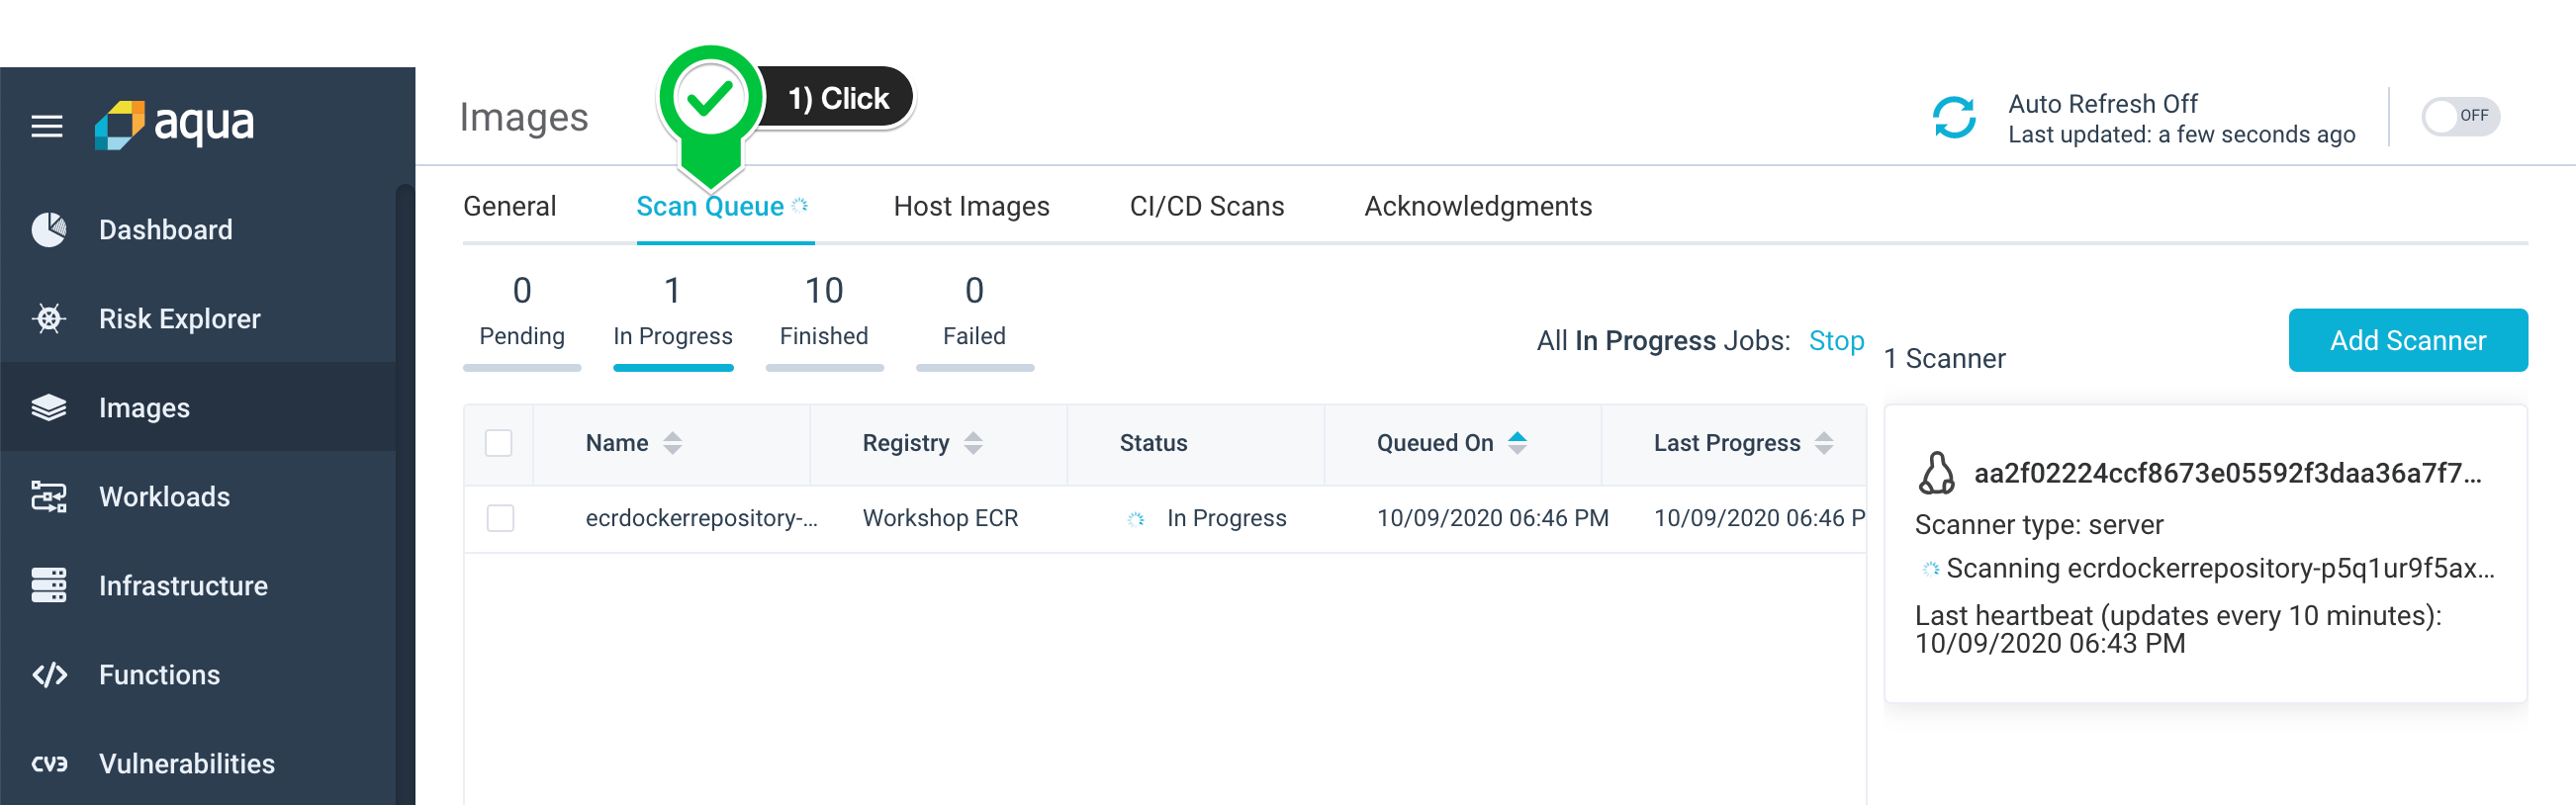 aqua
Images
1) Click
Auto Refresh Off
Last updated: a few seconds ago
OFF
Dashboard
Risk Explorer
Images
Workloads
Infrastructure
Functions
CV3 Vulnerabilities
General Scan Queue Host Images CI/CD Scans Acknowledgments
0 1 10 0
Pending In Progress Finished Failed
All In Progress Jobs: Stop
1 Scanner
Add Scanner
Name Registry Status Queued On Last Progress
ecrdockerrepository-... Workshop ECR In Progress 10/09/2020 06:46 PM 10/09/2020 06:46 P
aa2f02224ccf8673e05592f3daa36a7f7...
Scanner type: server
Scanning ecrdockerrepository-p5q1ur9f5ax...
Last heartbeat (updates every 10 minutes):
10/09/2020 06:43 PM